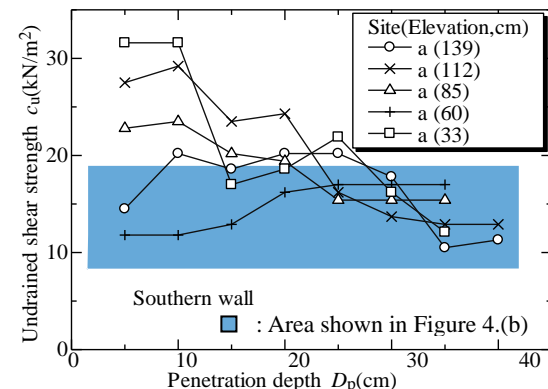 Site(Elevation,cm)
a (139)
a (112)
a (85)
a (60)
a (33)
Undrained shear strength cu(kN/m²)
30
20
10
0
Southern wall
: Area shown in Figure 4.(b)
0 10 20 30 40
Penetration depth Dp(cm)